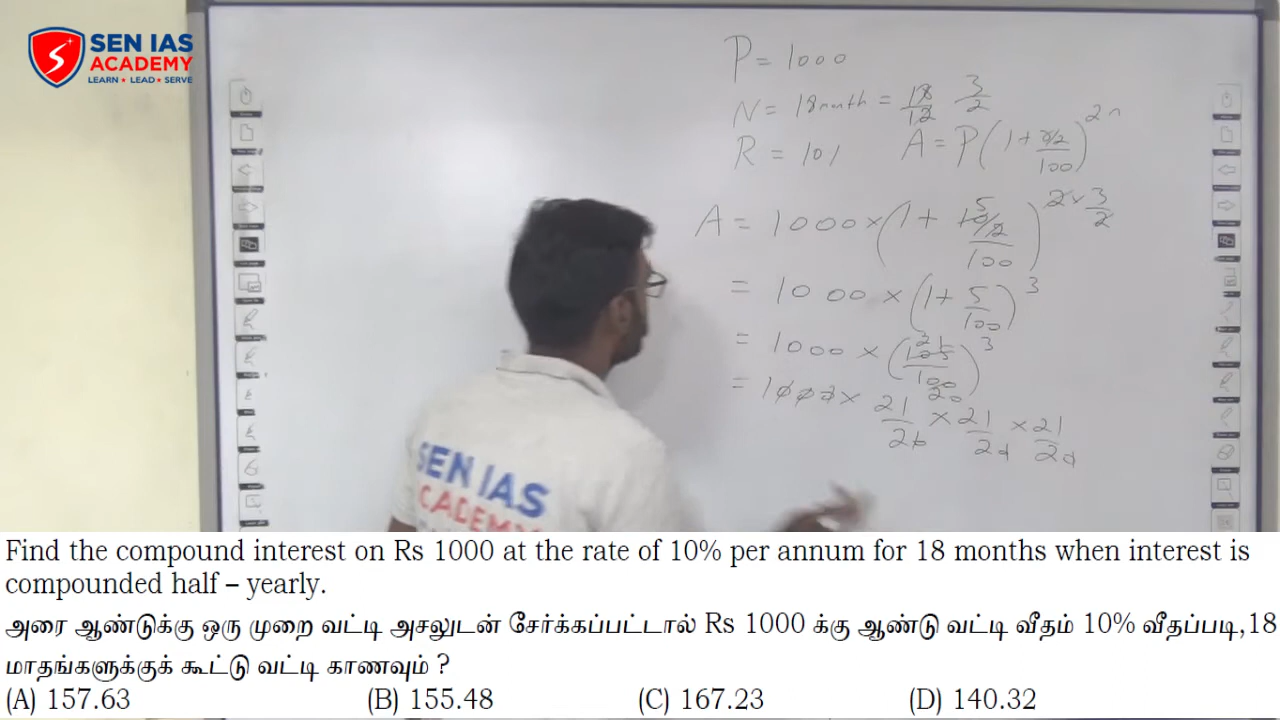 SEN IAS
ACADEMY
LEARN ★ LEAD ★ SERVE
P = 1000
N = 18month = 18/12 3/2
R = 10% A = P(1 + r/2/100)^2n
A = 1000 × (1 + 5 10/2/100)^2×3/2
= 1000 × (1 + 5/100)^3
= 1000 × (21 105/100 20)^3
= 1000 × 21/20 × 21/20 × 21/20
SEN IAS
ACADEMY
Find the compound interest on Rs 1000 at the rate of 10% per annum for 18 months when interest is
compounded half – yearly.
அரை ஆண்டுக்கு ஒரு முறை வட்டி அசலுடன் சேர்க்கப்பட்டால் Rs 1000 க்கு ஆண்டு வட்டி வீதம் 10% வீதப்படி,18
மாதங்களுக்குக் கூட்டு வட்டி காணவும் ?
(A) 157.63 (B) 155.48 (C) 167.23 (D) 140.32